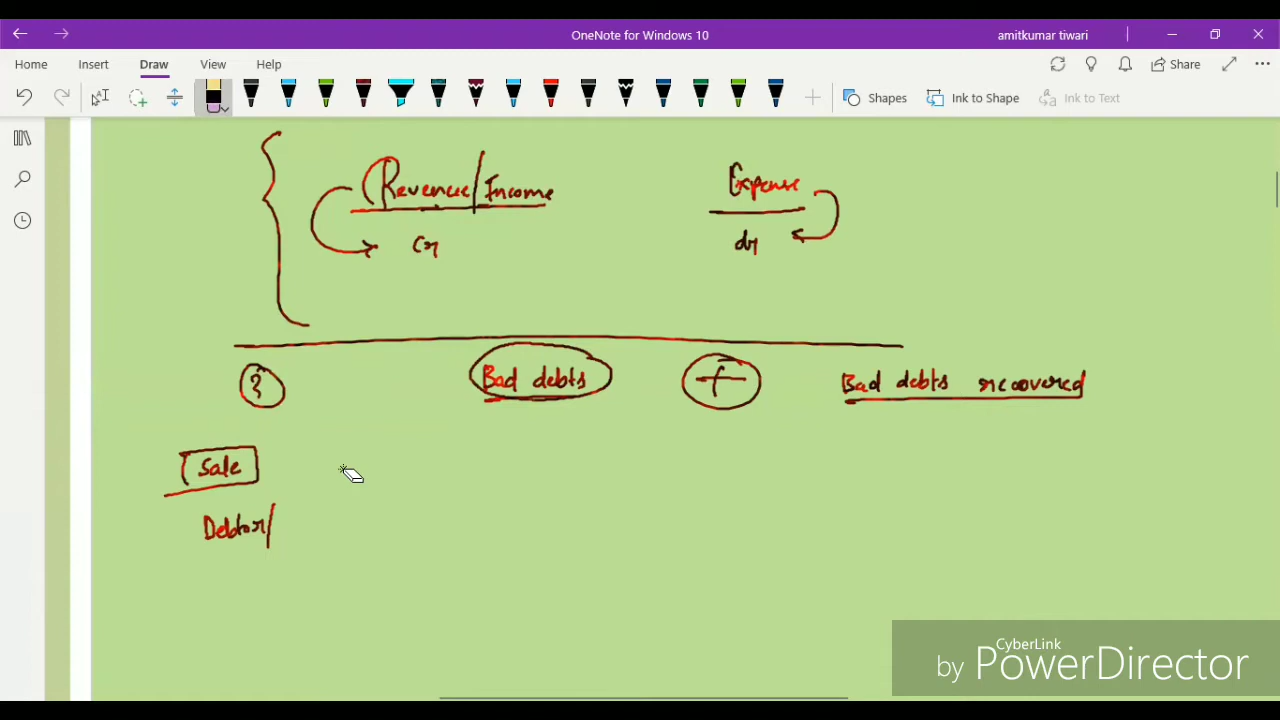 OneNote for Windows 10
amitkumar tiwari
Home Insert Draw View Help
Share
Shapes Ink to Shape Ink to Text
Revenue/Income Expense
Cr dr
? Bad debts + Bad debts recovered
Sale
Debtor/
CyberLink
by PowerDirector